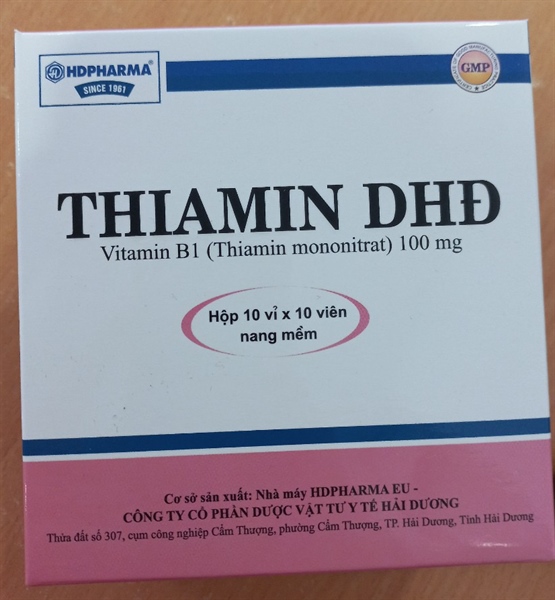 HDPHARMA
SINCE 1961
GMP
THIAMIN DHĐ
Vitamin B1 (Thiamin mononitrat) 100 mg
Hộp 10 vỉ x 10 viên
nang mềm
Cơ sở sản xuất: Nhà máy HDPHARMA EU -
CÔNG TY CỔ PHẦN DƯỢC VẬT TƯ Y TẾ HẢI DƯƠNG
Thửa đất số 307, cụm công nghiệp Cẩm Thượng, phường Cẩm Thượng, TP. Hải Dương, Tỉnh Hải Dương